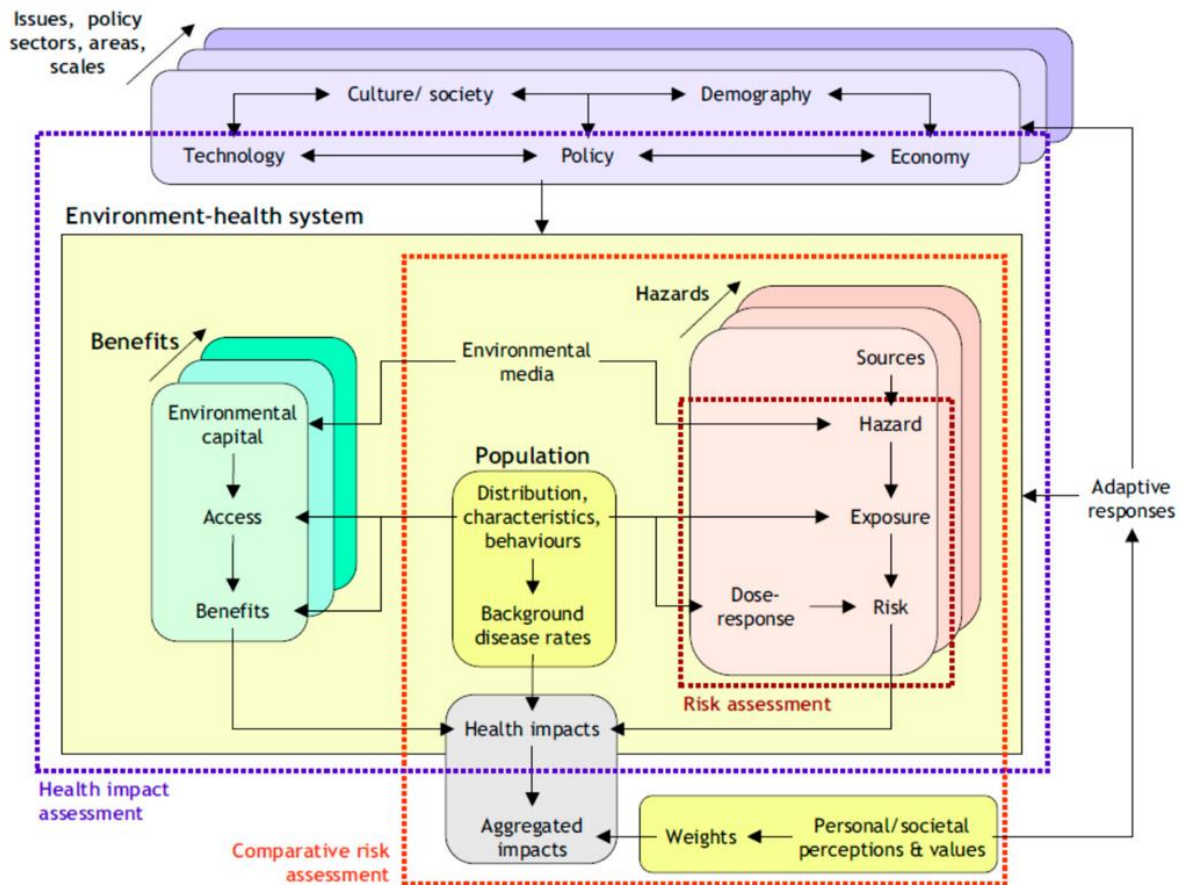 Issues, policy
sectors, areas,
scales
Culture/ society
Demography
Technology
Policy
Economy
Environment-health system
Hazards
Benefits
Environmental
media
Sources
Environmental
capital
Hazard
Population
Distribution,
characteristics,
behaviours
Access
Exposure
Adaptive
responses
Benefits
Background
disease rates
Dose-
response
Risk
Risk assessment
Health impacts
Health impact
assessment
Aggregated
impacts
Weights
Personal/societal
perceptions & values
Comparative risk
assessment